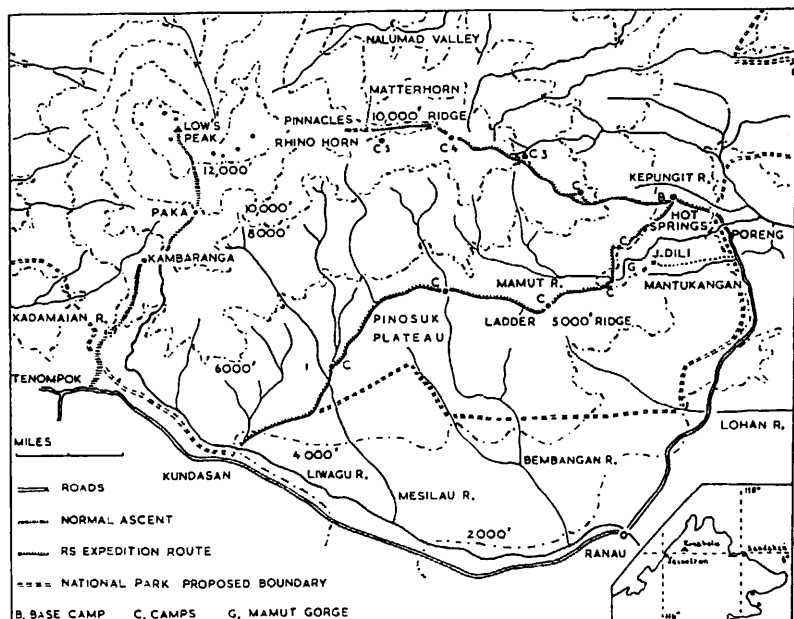 NALUMAD VALLEY
MATTERHORN
PINNACLES
10,000' RIDGE
LOW'S
PEAK
RHINO HORN
C5
C4
C3
12,000
C
KEPUNGIT R.
PAKA
10,000
8000'
B
HOT
SPRINGS
PORENG
KAMBARANGA
C
J. DILI
G
MAMUT R.
MANTUKANGAN
C
C
C
KADAMAIAN R.
LADDER
5000' RIDGE
PINOSUK
PLATEAU
6000'
C
TENOMPOK
LOHAN R.
MILES
4000'
KUNDASAN
LIWAGU R.
BEMBANGAN R.
MESILAU R.
ROADS
NORMAL ASCENT
2000'
RS EXPEDITION ROUTE
RANAU
NATIONAL PARK PROPOSED BOUNDARY
B. BASE CAMP C. CAMPS G. MAMUT GORGE
118°
Sandakan
6°
116°